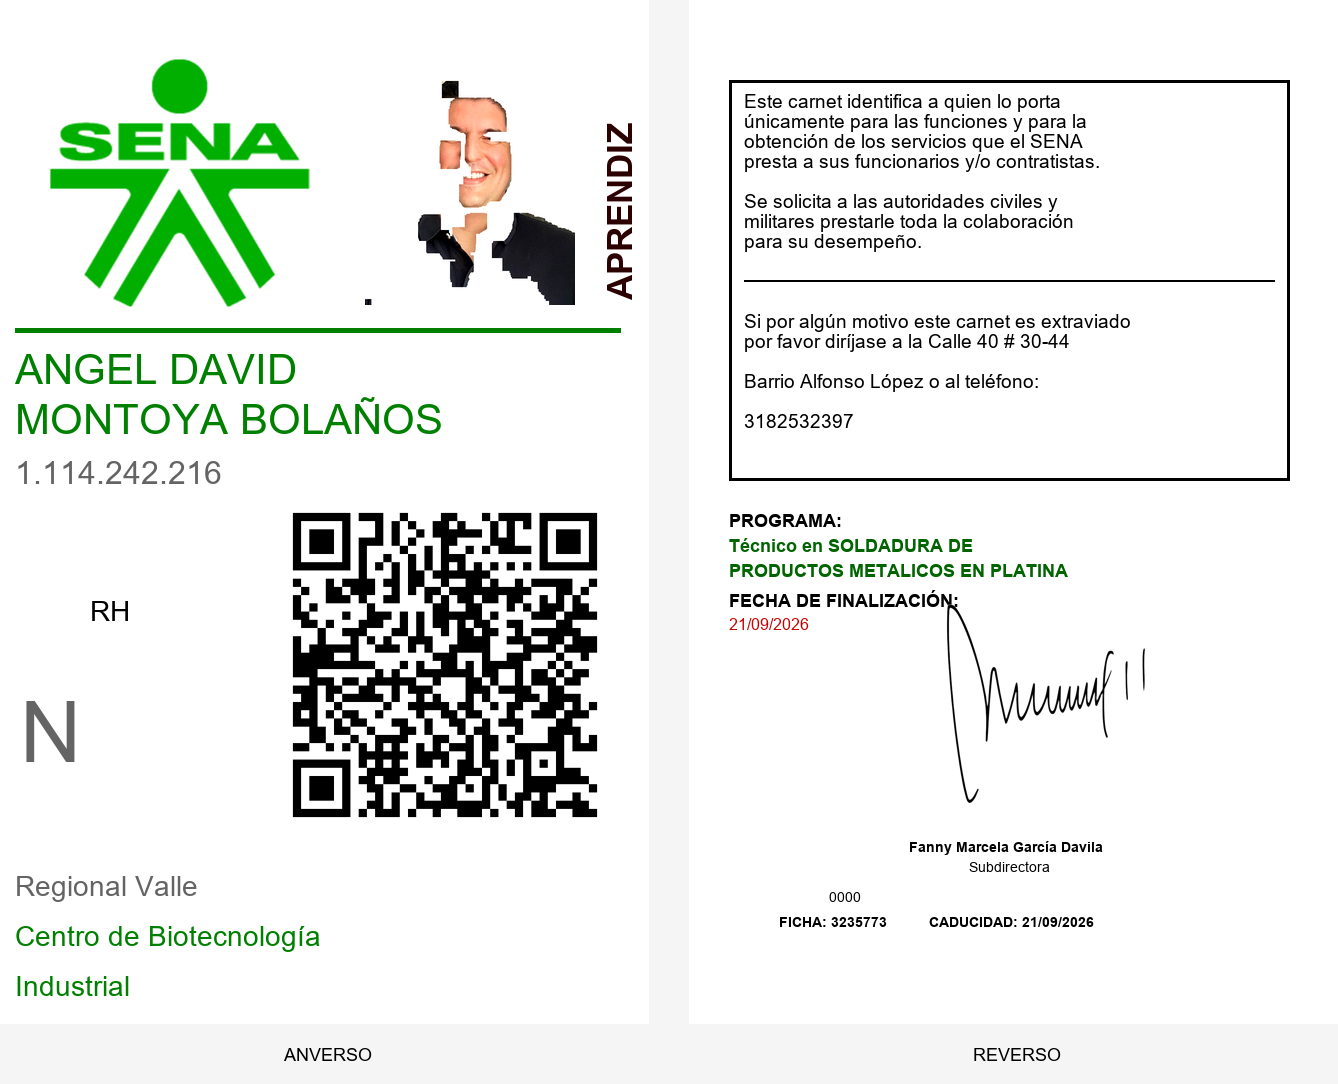 SENA
APRENDIZ
ANGEL DAVID
MONTOYA BOLAÑOS
1.114.242.216
RH
N
Regional Valle
Centro de Biotecnología
Industrial
ANVERSO
Este carnet identifica a quien lo porta
únicamente para las funciones y para la
obtención de los servicios que el SENA
presta a sus funcionarios y/o contratistas.
Se solicita a las autoridades civiles y
militares prestarle toda la colaboración
para su desempeño.
Si por algún motivo este carnet es extraviado
por favor diríjase a la Calle 40 # 30-44
Barrio Alfonso López o al teléfono:
3182532397
PROGRAMA:
Técnico en SOLDADURA DE
PRODUCTOS METALICOS EN PLATINA
FECHA DE FINALIZACIÓN:
21/09/2026
Fanny Marcela García Davila
Subdirectora
0000
FICHA: 3235773 CADUCIDAD: 21/09/2026
REVERSO